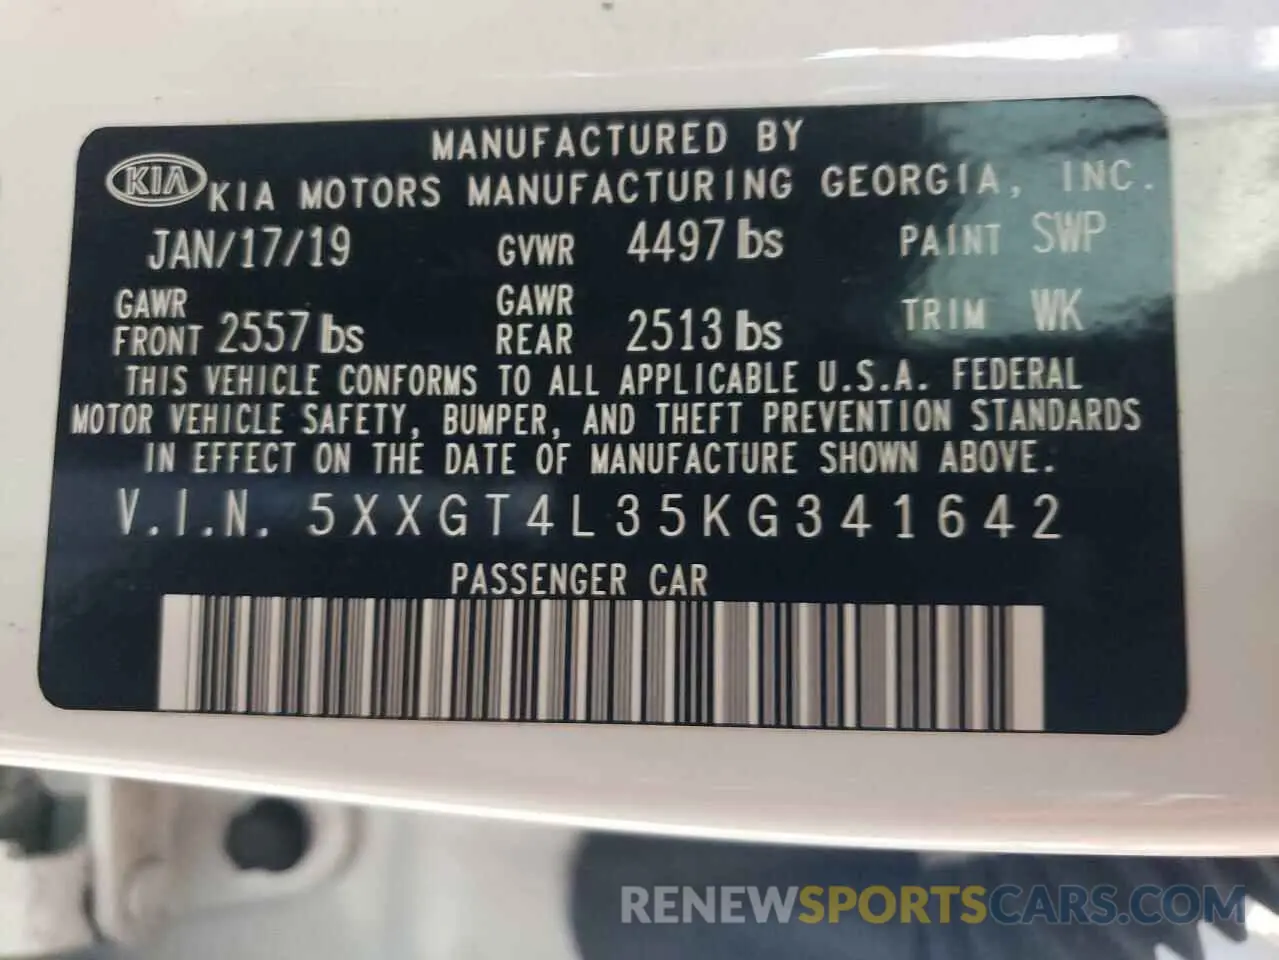 MANUFACTURED BY
KIA KIA MOTORS MANUFACTURING GEORGIA, INC.
JAN/17/19 GVWR 4497 lbs PAINT SWP
GAWR FRONT 2557 lbs GAWR REAR 2513 lbs TRIM WK
THIS VEHICLE CONFORMS TO ALL APPLICABLE U.S.A. FEDERAL
MOTOR VEHICLE SAFETY, BUMPER, AND THEFT PREVENTION STANDARDS
IN EFFECT ON THE DATE OF MANUFACTURE SHOWN ABOVE.
V.I.N. 5XXGT4L35KG341642
PASSENGER CAR
RENEWSPORTSCARS.COM